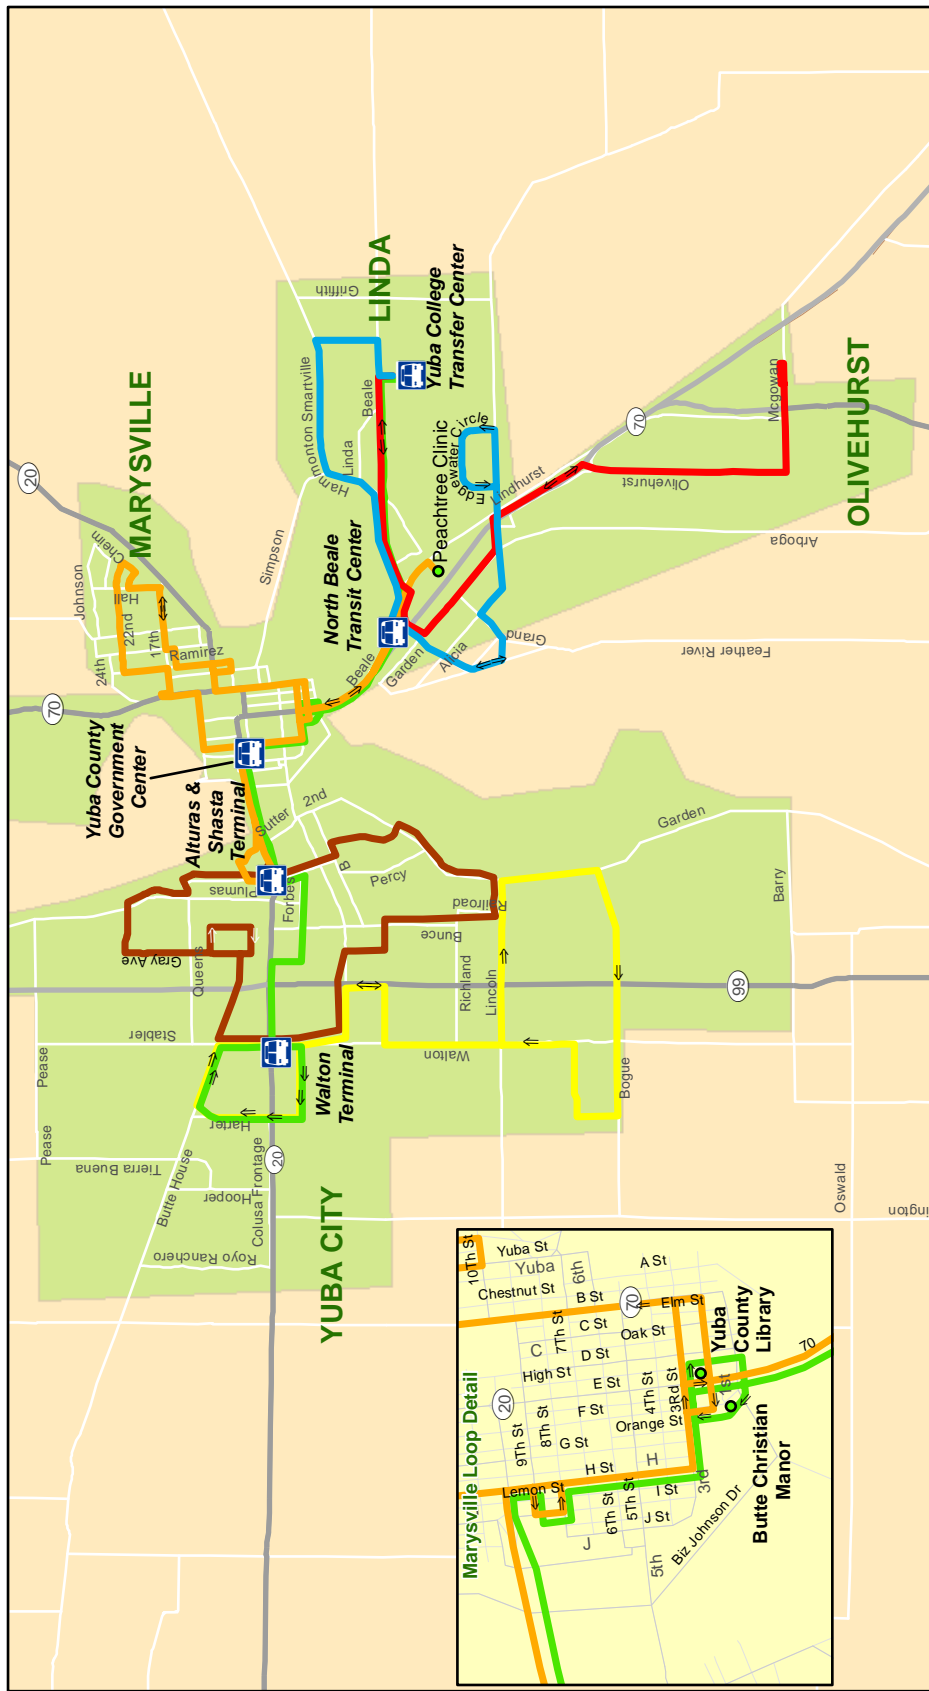 20
70
MARYSVILLE
Johnson
Cheim
Hall
22nd
24th
17th
Ramirez
Simpson
Hammonton Smartville
Griffith
LINDA
Yuba College
Transfer Center
Beale
Linda
Peachtree Clinic
Edgewater Circle
North Beale
Transit Center
Beale
Garden
Alicia
Grand
Lindhurst
70
Olivehurst
Mcgowan
OLIVEHURST
Arboga
Feather River
Yuba County
Government
Center
Alturas &
Shasta
Terminal
Sutter
2nd
B
Percy
Plumas
Forbes
Gray Ave
Queens
Railroad
Bunce
Richland
Lincoln
Garden
Barry
99
Stabler
Pease
Pease
Walton
Walton
Terminal
Bogue
Harter
Tierra Buena
Butte House
Hooper
Colusa Frontage
20
Royo Ranchero
YUBA CITY
Oswald
ington
Marysville Loop Detail
10Th St
Yuba St
Yuba
Chestnut St
6th
A St
B St
70
Elm St
7Th St
C St
C
Oak St
D St
High St
E St
4Th St
3Rd St
Yuba
County
Library
20
F St
Orange St
1st
70
8Th St
9Th St
G St
H St
H
Lemon St
3rd
Butte Christian
Manor
6Th St
5Th St
I St
J St
J
5th
Biz Johnson Dr